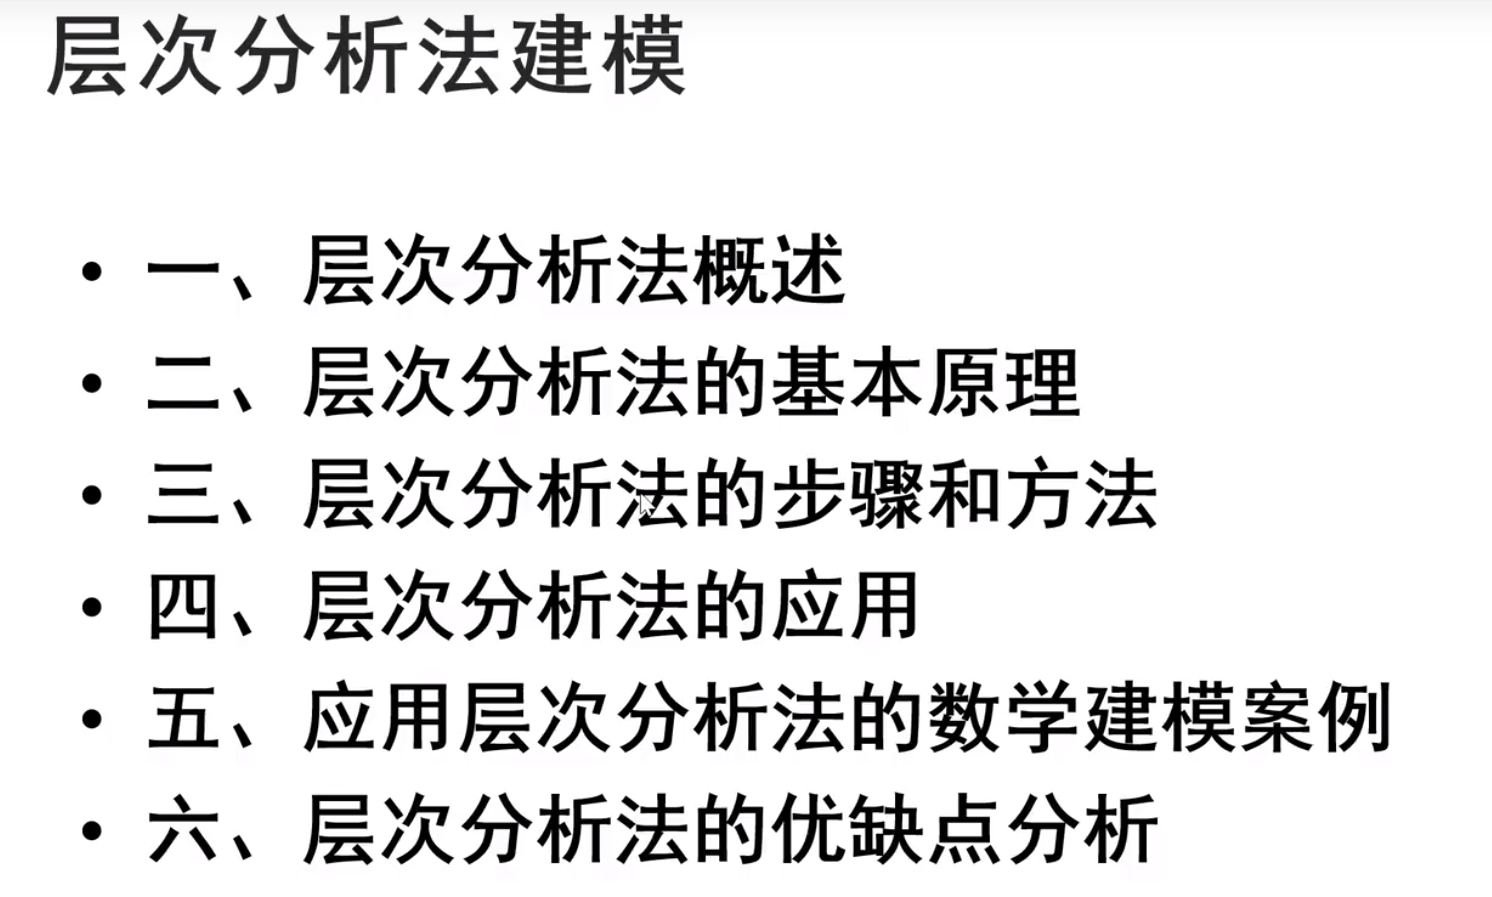 层次分析法建模
• 一、层次分析法概述
• 二、层次分析法的基本原理
• 三、层次分析法的步骤和方法
• 四、层次分析法的应用
• 五、应用层次分析法的数学建模案例
• 六、层次分析法的优缺点分析